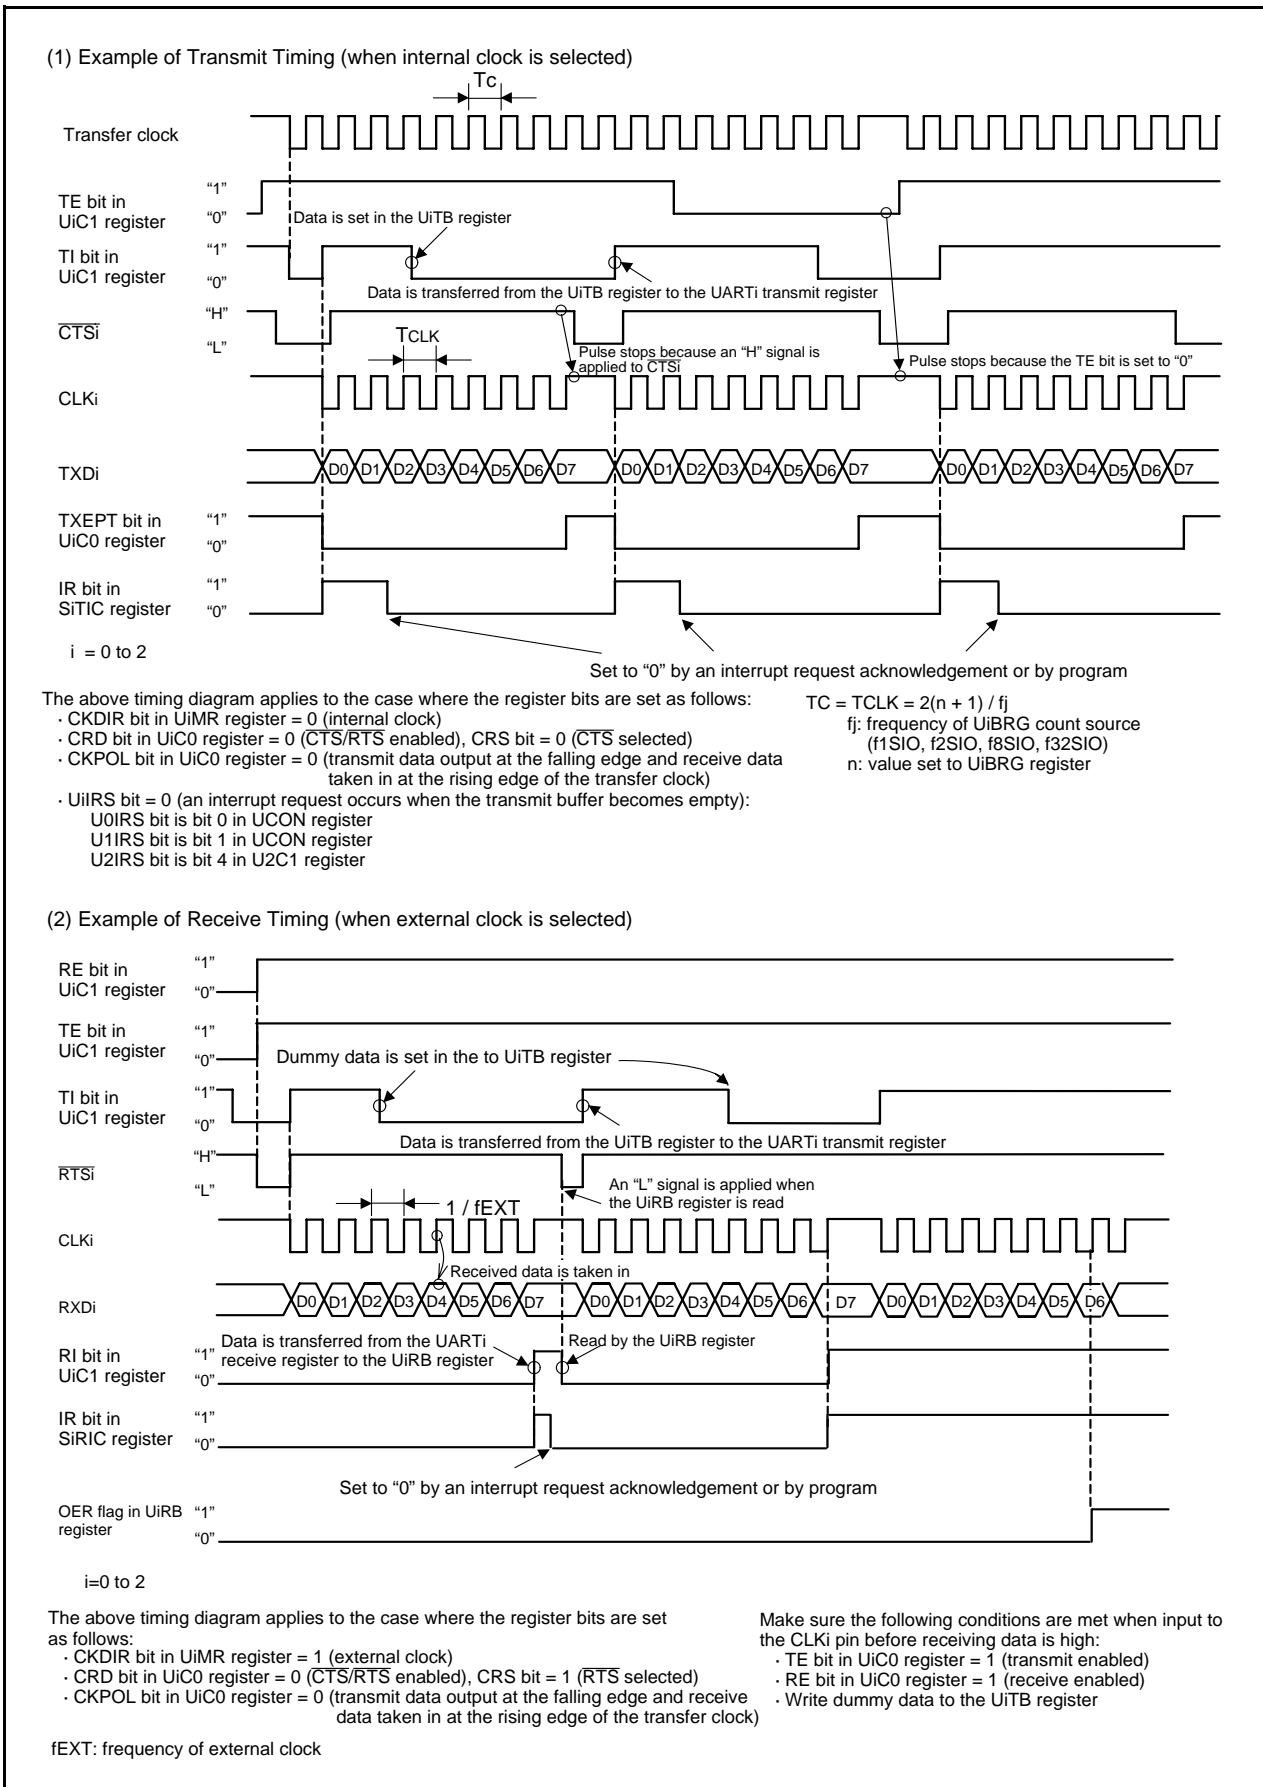 (1) Example of Transmit Timing (when internal clock is selected)
Tc
Transfer clock
TE bit in
UiC1 register
“1”
“0”
Data is set in the UiTB register
TI bit in
UiC1 register
“1”
“0”
Data is transferred from the UiTB register to the UARTi transmit register
CTSi
“H”
“L”
TCLK
Pulse stops because an “H” signal is
applied to CTSi
Pulse stops because the TE bit is set to “0”
CLKi
TXDi
D0 D1 D2 D3 D4 D5 D6 D7 D0 D1 D2 D3 D4 D5 D6 D7 D0 D1 D2 D3 D4 D5 D6 D7
TXEPT bit in
UiC0 register
“1”
“0”
IR bit in
SiTIC register
“1”
“0”
i = 0 to 2
Set to “0” by an interrupt request acknowledgement or by program
The above timing diagram applies to the case where the register bits are set as follows:
· CKDIR bit in UiMR register = 0 (internal clock)
· CRD bit in UiC0 register = 0 (CTS/RTS enabled), CRS bit = 0 (CTS selected)
· CKPOL bit in UiC0 register = 0 (transmit data output at the falling edge and receive data
taken in at the rising edge of the transfer clock)
· UiIRS bit = 0 (an interrupt request occurs when the transmit buffer becomes empty):
U0IRS bit is bit 0 in UCON register
U1IRS bit is bit 1 in UCON register
U2IRS bit is bit 4 in U2C1 register
TC = TCLK = 2(n + 1) / fj
fj: frequency of UiBRG count source
(f1SIO, f2SIO, f8SIO, f32SIO)
n: value set to UiBRG register
(2) Example of Receive Timing (when external clock is selected)
RE bit in
UiC1 register
“1”
“0”
TE bit in
UiC1 register
“1”
“0”
Dummy data is set in the to UiTB register
TI bit in
UiC1 register
“1”
“0”
Data is transferred from the UiTB register to the UARTi transmit register
RTSi
“H”
“L”
An “L” signal is applied when
the UiRB register is read
1 / fEXT
CLKi
Received data is taken in
RXDi
D0 D1 D2 D3 D4 D5 D6 D7 D0 D1 D2 D3 D4 D5 D6 D7 D0 D1 D2 D3 D4 D5 D6
Data is transferred from the UARTi
receive register to the UiRB register
Read by the UiRB register
RI bit in
UiC1 register
“1”
“0”
IR bit in
SiRIC register
“1”
“0”
Set to “0” by an interrupt request acknowledgement or by program
OER flag in UiRB
register
“1”
“0”
i=0 to 2
The above timing diagram applies to the case where the register bits are set
as follows:
· CKDIR bit in UiMR register = 1 (external clock)
· CRD bit in UiC0 register = 0 (CTS/RTS enabled), CRS bit = 1 (RTS selected)
· CKPOL bit in UiC0 register = 0 (transmit data output at the falling edge and receive
data taken in at the rising edge of the transfer clock)
fEXT: frequency of external clock
Make sure the following conditions are met when input to
the CLKi pin before receiving data is high:
· TE bit in UiC0 register = 1 (transmit enabled)
· RE bit in UiC0 register = 1 (receive enabled)
· Write dummy data to the UiTB register